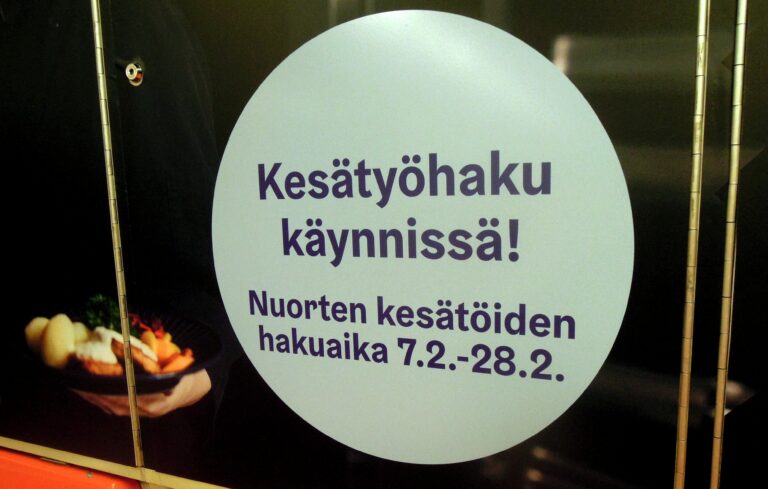 Kesätyöhaku
käynnissä!
Nuorten kesätöiden
hakuaika 7.2.-28.2.